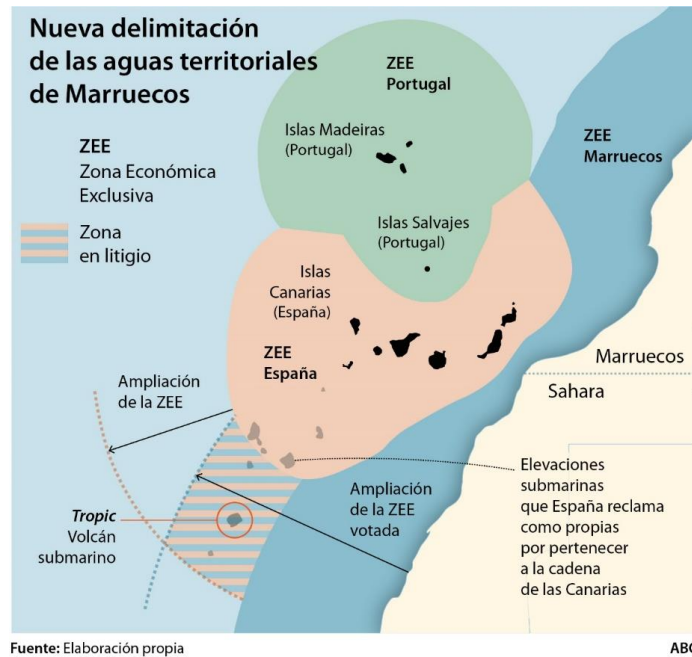 Nueva delimitación
de las aguas territoriales
de Marruecos
ZEE
Zona Económica
Exclusiva
Zona
en litigio
ZEE
Portugal
Islas Madeiras
(Portugal)
ZEE
Marruecos
Islas Salvajes
(Portugal)
Islas
Canarias
(España)
ZEE
España
Marruecos
Sahara
Ampliación
de la ZEE
Tropic
Volcán
submarino
Ampliación
de la ZEE
votada
Elevaciones
submarinas
que España reclama
como propias
por pertenecer
a la cadena
de las Canarias
Fuente: Elaboración propia
ABC